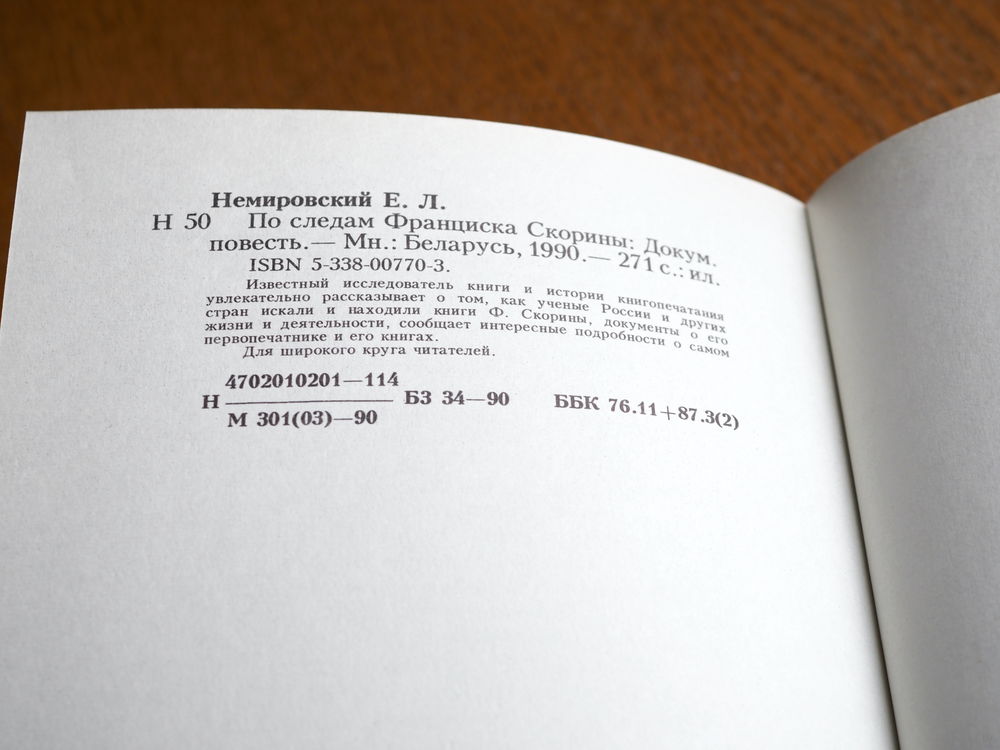 Немировский Е. Л.
Н 50 По следам Франциска Скорины: Докум.
повесть.— Мн.: Беларусь, 1990.— 271 с.: ил.
ISBN 5-338-00770-3.
Известный исследователь книги и истории книгопечатания
увлекательно рассказывает о том, как ученые России и других
стран искали и находили книги Ф. Скорины, документы о его
жизни и деятельности, сообщает интересные подробности о самом
первопечатнике и его книгах.
Для широкого круга читателей.
4702010201—114
Н БЗ 34—90 ББК 76.11+87.3(2)
М 301(03)—90